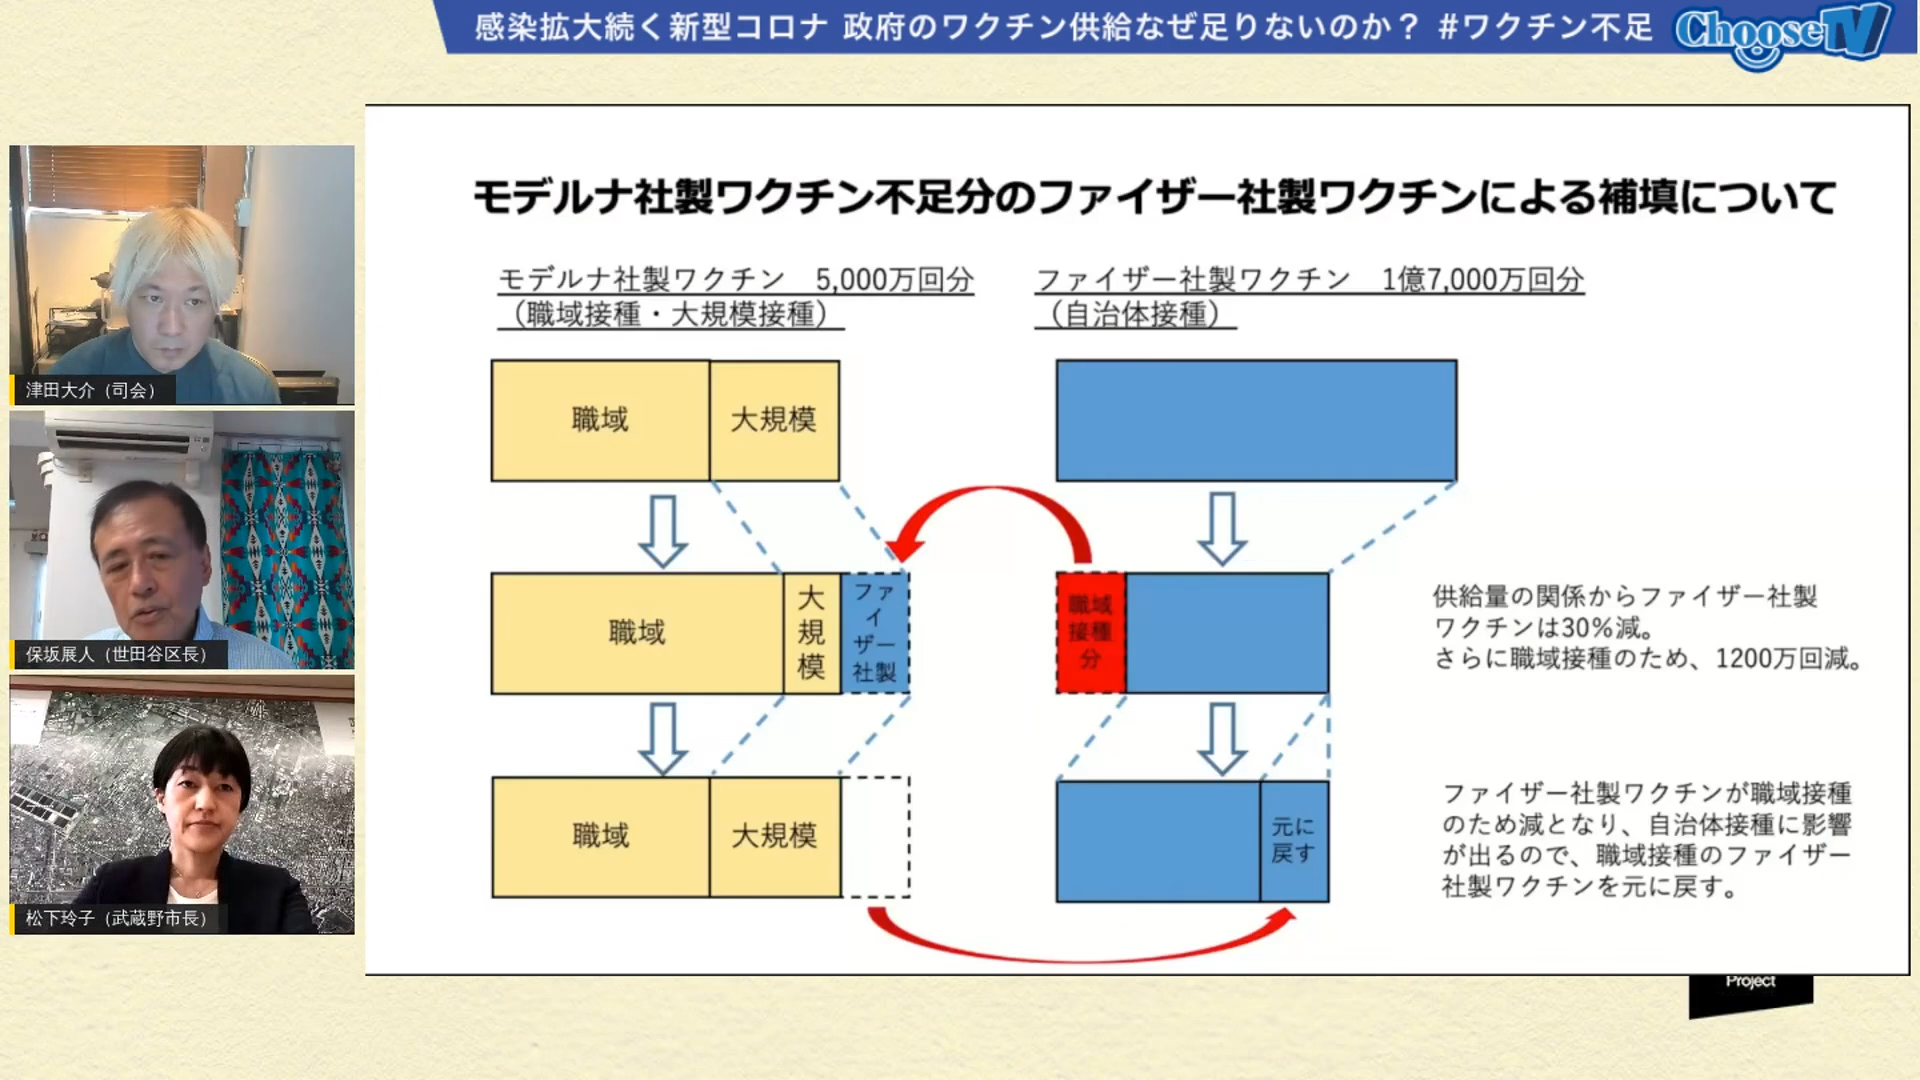 感染拡大続く新型コロナ 政府のワクチン供給なぜ足りないのか？ #ワクチン不足
ChooseTV
津田大介（司会）
保坂展人（世田谷区長）
松下玲子（武蔵野市長）
モデルナ社製ワクチン不足分のファイザー社製ワクチンによる補填について
モデルナ社製ワクチン　5,000万回分
（職域接種・大規模接種）
ファイザー社製ワクチン　1億7,000万回分
（自治体接種）
職域
大規模
職域
大
規
模
ファ
イ
ザー
社製
職域
接種
分
供給量の関係からファイザー社製
ワクチンは30%減。
さらに職域接種のため、1200万回減。
職域
大規模
元に
戻す
ファイザー社製ワクチンが職域接種
のため減となり、自治体接種に影響
が出るので、職域接種のファイザー
社製ワクチンを元に戻す。
Project